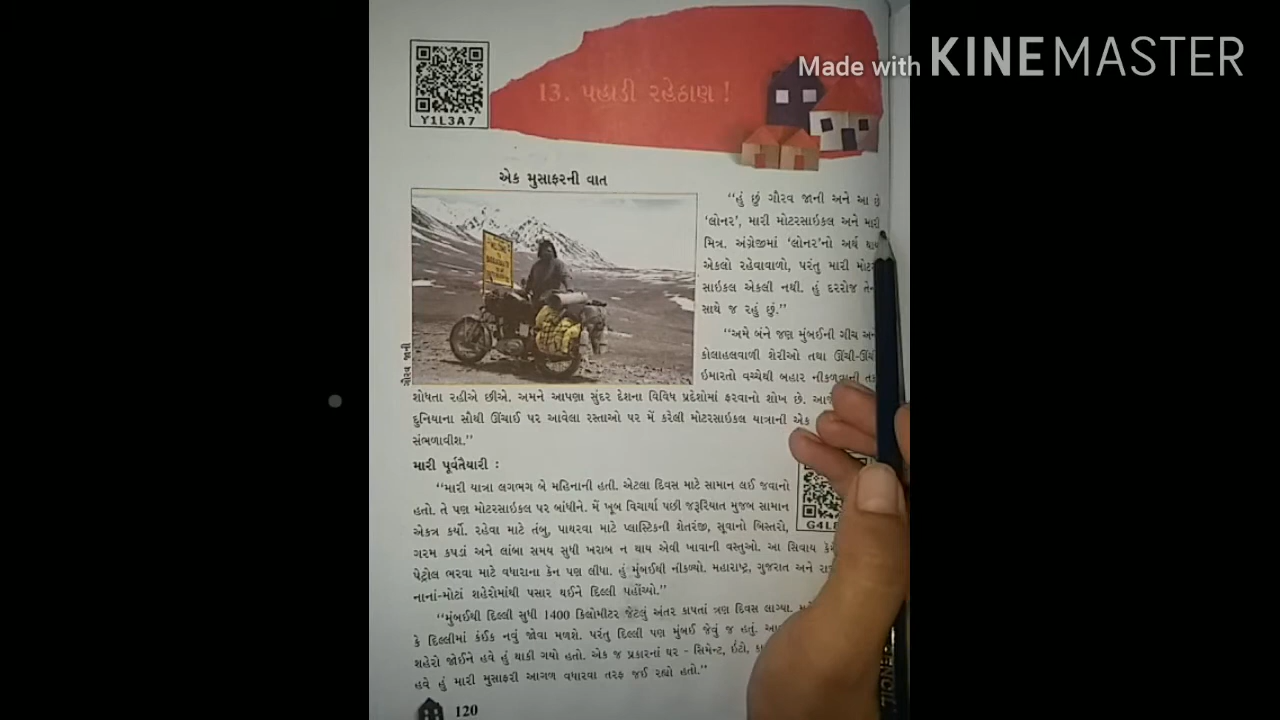 Made with KINEMASTER
Y1L3A7
13. પહાડી રહેઠાણ !
એક મુસાફરની વાત
"હું છું ગૌરવ જાની અને આ છે
'લોનર', મારી મોટરસાઇકલ અને મારી
મિત્ર. અંગ્રેજીમાં 'લોનર'નો અર્થ થાય
એકલો રહેવાવાળો, પરંતુ મારી મોટર
સાઇકલ એકલી નથી. હું દરરોજ તેની
સાથે જ રહું છું."
"અમે બંને જણ મુંબઈની ગીચ અને
કોલાહલવાળી શેરીઓ તથા ઊંચી-ઊંચી
ઇમારતો વચ્ચેથી બહાર નીકળવાની તક
ગૌરવ જાની
શોધતા રહીએ છીએ. અમને આપણા સુંદર દેશના વિવિધ પ્રદેશોમાં ફરવાનો શોખ છે.
દુનિયાના સૌથી ઊંચાઈ પર આવેલા રસ્તાઓ પર મેં કરેલી મોટરસાઇકલ યાત્રાની એક
સંભળાવીશ."
મારી પૂર્વતૈયારી :
"મારી યાત્રા લગભગ બે મહિનાની હતી. એટલા દિવસ માટે સામાન લઈ જવાનો
હતો. તે પણ મોટરસાઇકલ પર બાંધીને. મેં ખૂબ વિચાર્યા પછી જરૂરિયાત મુજબ સામાન
એકત્ર કર્યો. રહેવા માટે તંબુ, પાથરવા માટે પ્લાસ્ટિકની શેતરંજી, સૂવાનો બિસ્તરો,
ગરમ કપડાં અને લાંબા સમય સુધી ખરાબ ન થાય એવી ખાવાની વસ્તુઓ. આ સિવાય
પેટ્રોલ ભરવા માટે વધારાના કેન પણ લીધા. હું મુંબઈથી નીકળ્યો. મહારાષ્ટ્ર, ગુજરાત અને
નાનાં-મોટાં શહેરોમાંથી પસાર થઈને દિલ્લી પહોંચ્યો."
"મુંબઈથી દિલ્લી સુધી 1400 કિલોમીટર જેટલું અંતર કાપતાં ત્રણ દિવસ લાગ્યા.
કે દિલ્લીમાં કંઈક નવું જોવા મળશે. પરંતુ દિલ્લી પણ મુંબઈ જેવું જ હતું.
શહેરો જોઈને હવે હું થાકી ગયો હતો. એક જ પ્રકારનાં ઘર - સિમેન્ટ, ઈંટો,
હવે હું મારી મુસાફરી આગળ વધારવા તરફ જઈ રહ્યો હતો."
120